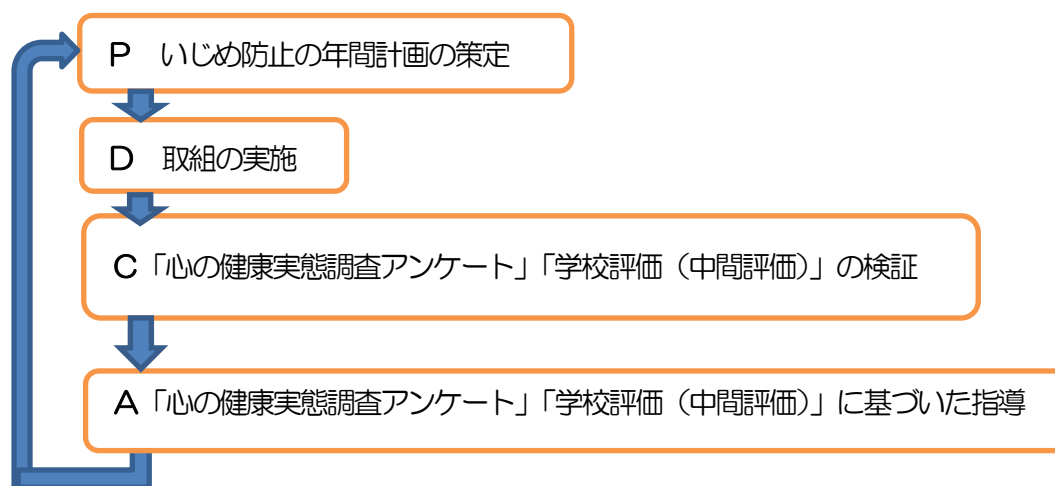 P　いじめ防止の年間計画の策定
D　取組の実施
C「心の健康実態調査アンケート」「学校評価（中間評価）」の検証
A「心の健康実態調査アンケート」「学校評価（中間評価）」に基づいた指導